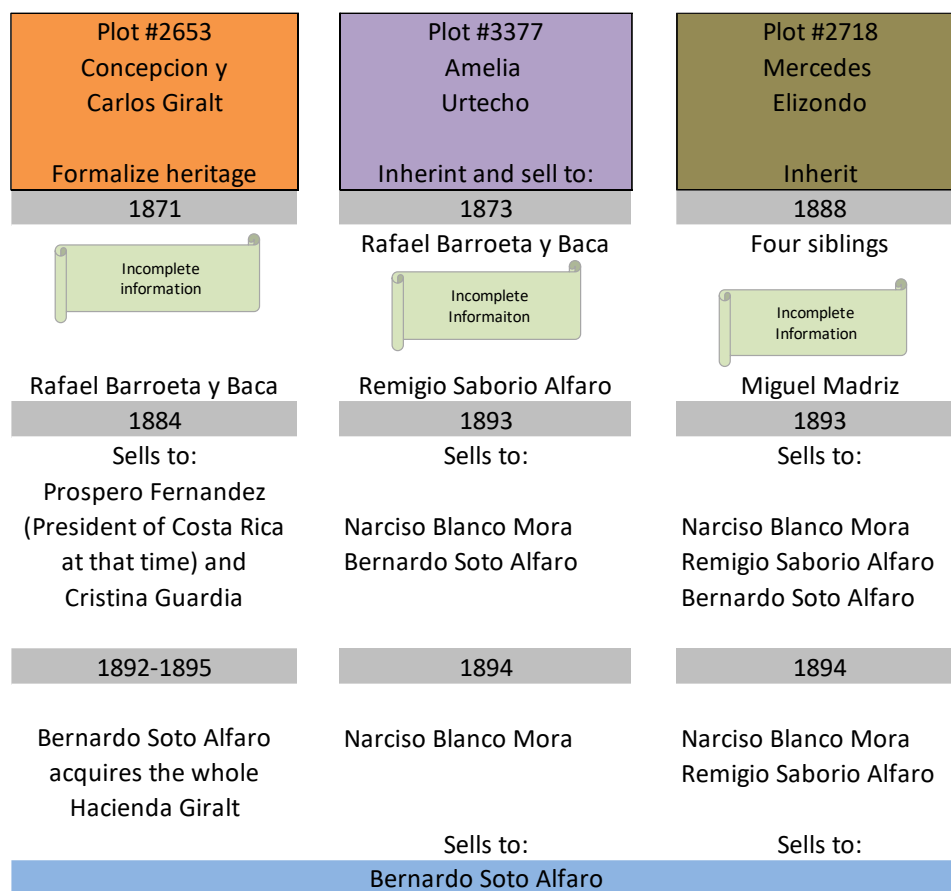 Plot #2653
Concepcion y
Carlos Giralt
Formalize heritage
1871
Incomplete
information
Rafael Barroeta y Baca
1884
Sells to:
Prospero Fernandez
(President of Costa Rica
at that time) and
Cristina Guardia
1892-1895
Bernardo Soto Alfaro
acquires the whole
Hacienda Giralt
Plot #3377
Amelia
Urtecho
Inherint and sell to:
1873
Rafael Barroeta y Baca
Incomplete
Informaiton
Remigio Saborio Alfaro
1893
Sells to:
Narciso Blanco Mora
Bernardo Soto Alfaro
1894
Narciso Blanco Mora
Sells to:
Plot #2718
Mercedes
Elizondo
Inherit
1888
Four siblings
Incomplete
Information
Miguel Madriz
1893
Sells to:
Narciso Blanco Mora
Remigio Saborio Alfaro
Bernardo Soto Alfaro
1894
Narciso Blanco Mora
Remigio Saborio Alfaro
Sells to:
Bernardo Soto Alfaro